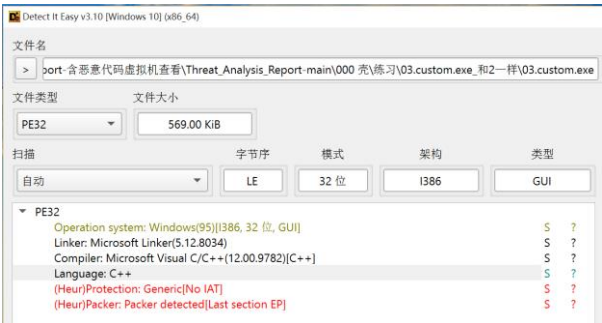 Detect It Easy v3.10 [Windows 10] (x86_64)
文件名
> port-含恶意代码虚拟机查看\Threat_Analysis_Report-main\000 壳\练习\03.custom.exe_和2一样\03.custom.exe
文件类型 文件大小
PE32 569.00 KiB
扫描 字节序 模式 架构 类型
自动 LE 32 位 I386 GUI
PE32
Operation system: Windows(95)[I386, 32 位, GUI] S ?
Linker: Microsoft Linker(5.12.8034) S ?
Compiler: Microsoft Visual C/C++(12.00.9782)[C++] S ?
Language: C++ S ?
(Heur)Protection: Generic[No IAT] S ?
(Heur)Packer: Packer detected[Last section EP] S ?